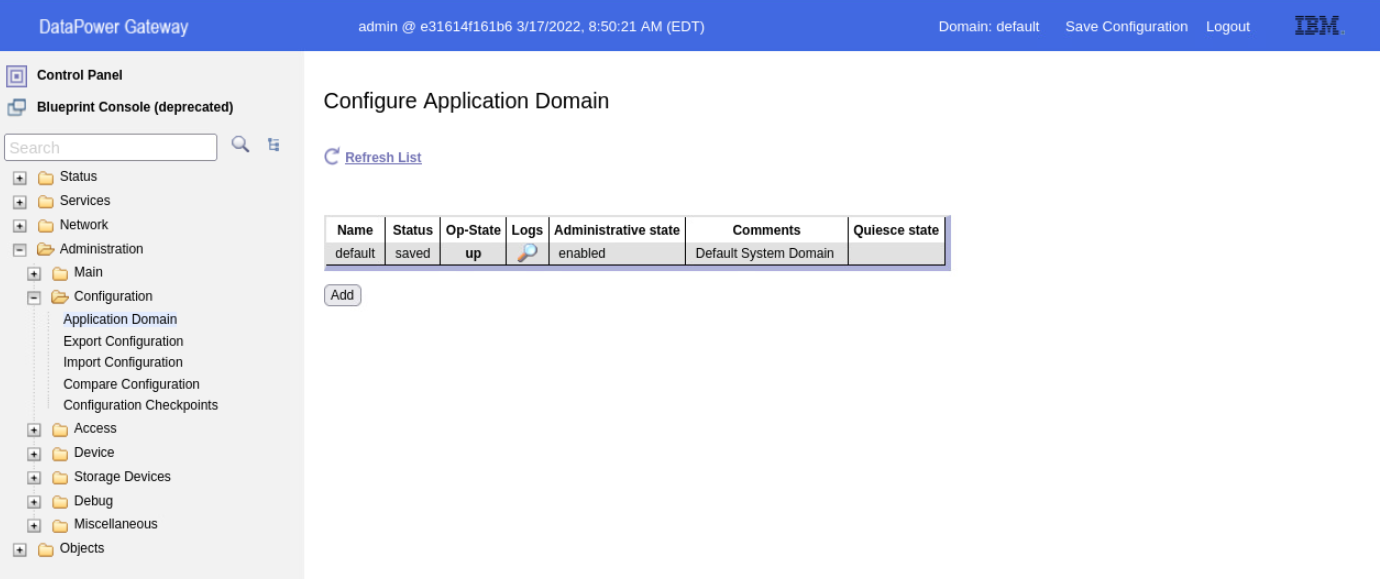 DataPower Gateway
admin @ e31614f161b6 3/17/2022, 8:50:21 AM (EDT)
Domain: default
Save Configuration
Logout
IBM
Control Panel
Blueprint Console (deprecated)
Search
Status
Services
Network
Administration
Main
Configuration
Application Domain
Export Configuration
Import Configuration
Compare Configuration
Configuration Checkpoints
Access
Device
Storage Devices
Debug
Miscellaneous
Objects
Configure Application Domain
Refresh List
Name Status Op-State Logs Administrative state Comments Quiesce state
default saved up enabled Default System Domain
Add